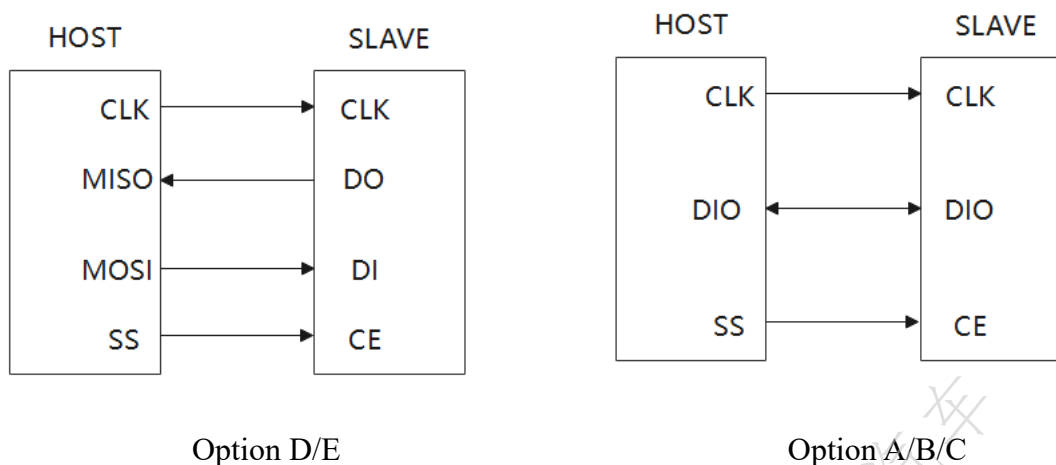 HOST
SLAVE
CLK
CLK
MISO
DO
MOSI
DI
SS
CE
Option D/E
HOST
SLAVE
CLK
CLK
DIO
DIO
SS
CE
Option A/B/C
车